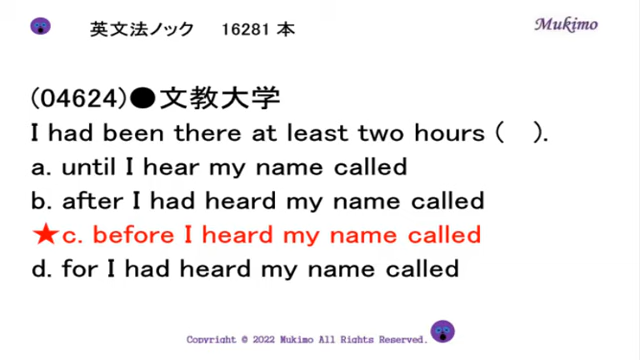 英文法ノック 16281 本
Mukimo
(04624)●文教大学
I had been there at least two hours ( ).
a. until I hear my name called
b. after I had heard my name called
★c. before I heard my name called
d. for I had heard my name called
Copyright © 2022 Mukimo All Rights Reserved.